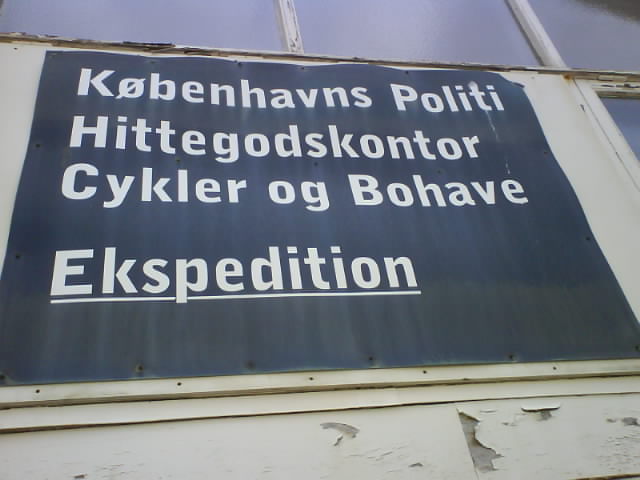 Københavns Politi
Hittegodskontor
Cykler og Bohave
Ekspedition